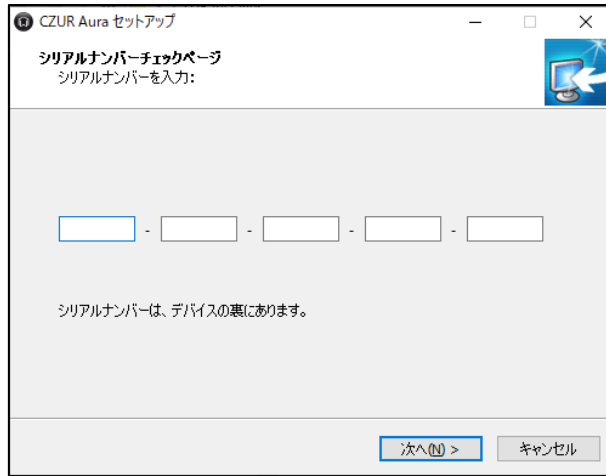 CZUR Aura セットアップ
シリアルナンバーチェックページ
シリアルナンバーを入力:
- - - -
シリアルナンバーは、デバイスの裏にあります。
次へ(N) >
キャンセル